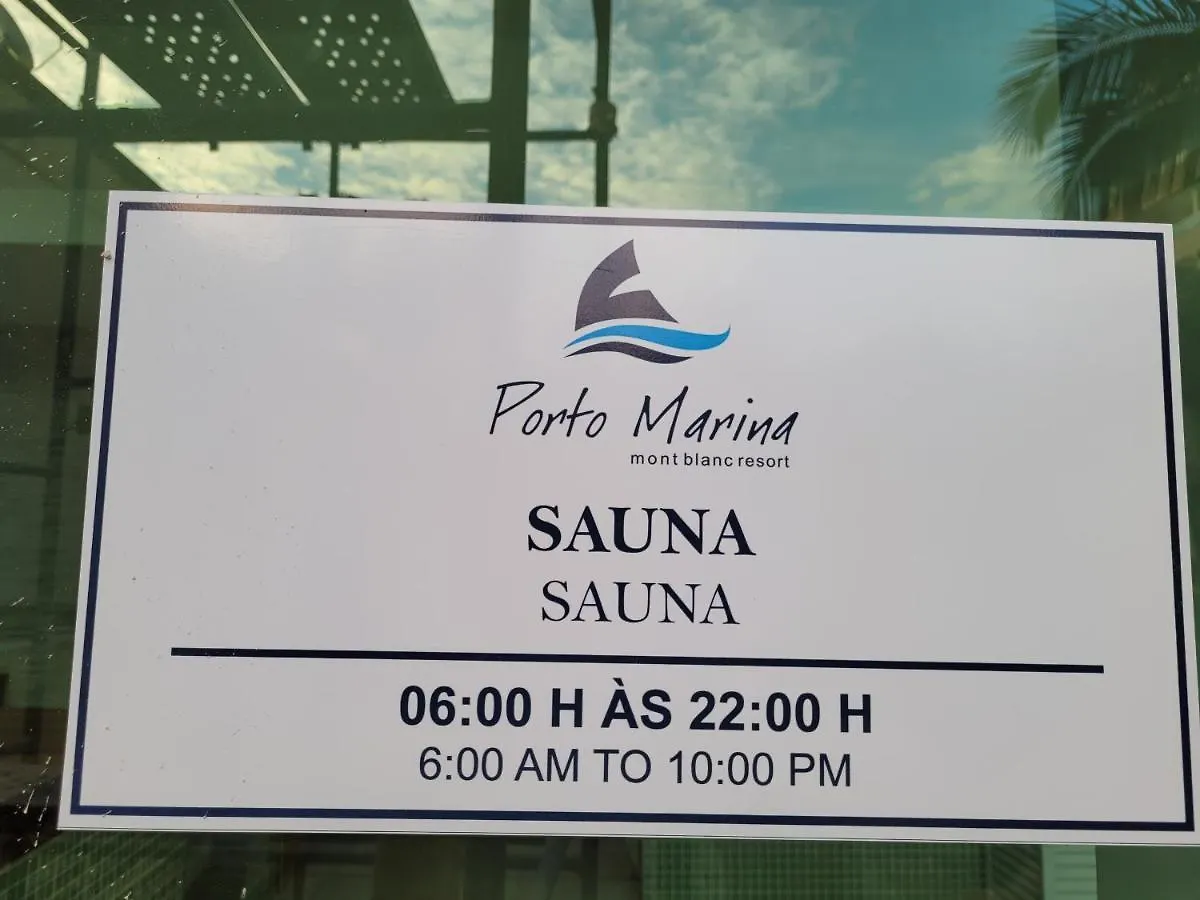 Porto Marina
mont blanc resort
SAUNA
SAUNA
06:00 H ÀS 22:00 H
6:00 AM TO 10:00 PM